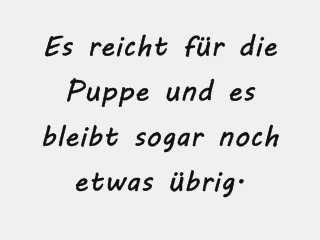 Es reicht für die
Puppe und es
bleibt sogar noch
etwas übrig.